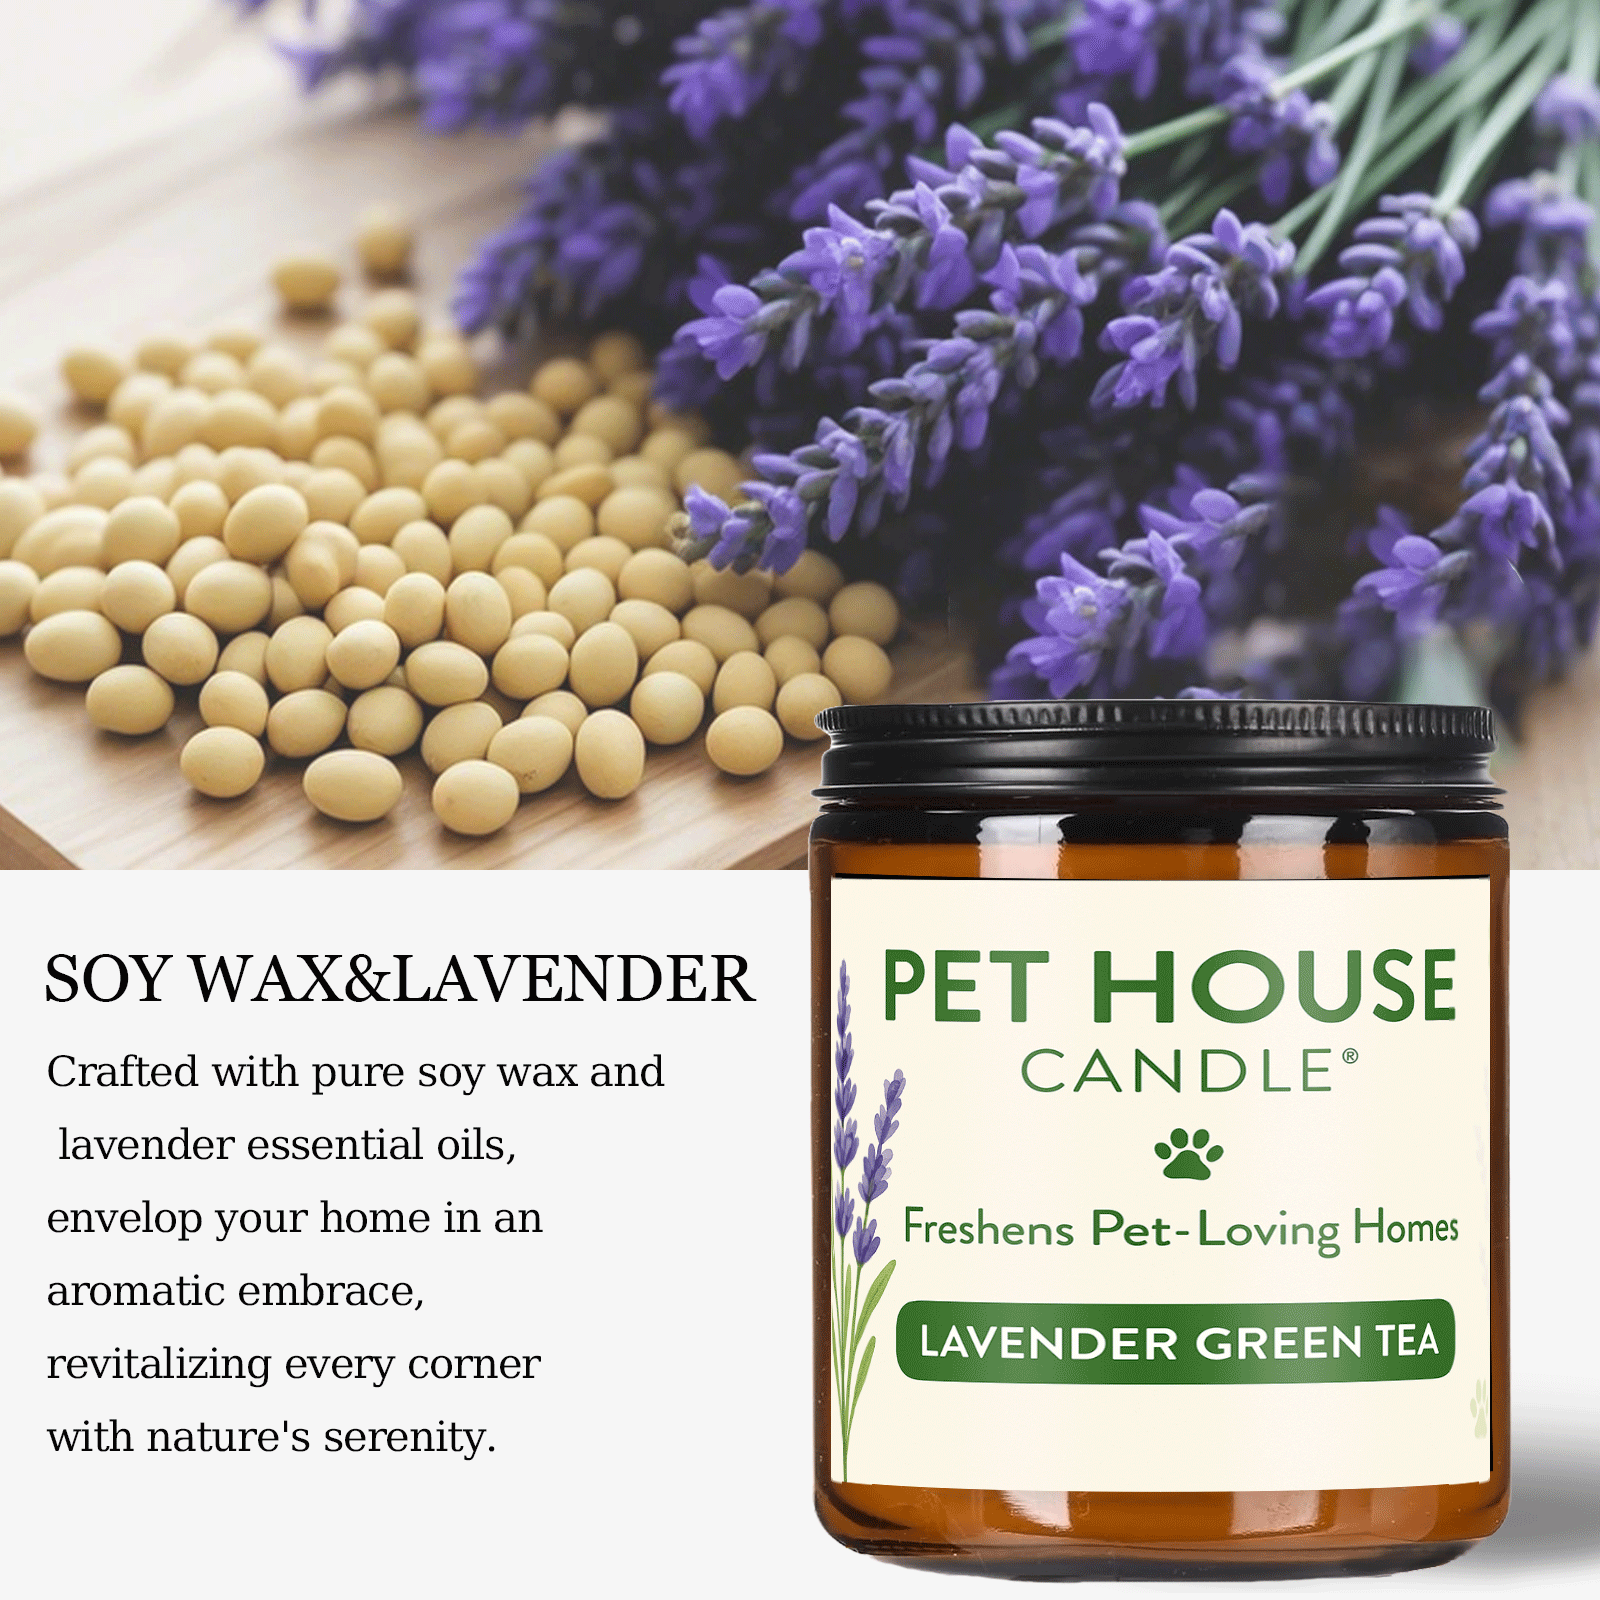 SOY WAX&LAVENDER
Crafted with pure soy wax and
lavender essential oils,
envelop your home in an
aromatic embrace,
revitalizing every corner
with nature's serenity.
PET HOUSE
CANDLE®
Freshens Pet-Loving Homes
LAVENDER GREEN TEA